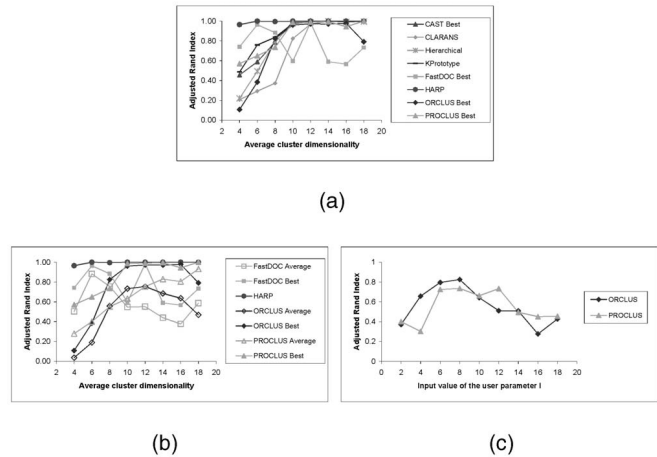 1.00
0.80
0.60
0.40
0.20
0.00
Adjusted Rand Index
2 4 6 8 10 12 14 16 18
Average cluster dimensionality
CAST Best
CLARANS
Hierarchical
KPrototype
FastDOC Best
HARP
ORCLUS Best
PROCLUS Best
(a)
1.00
0.80
0.60
0.40
0.20
0.00
Adjusted Rand Index
2 4 6 8 10 12 14 16 18
Average cluster dimensionality
FastDOC Average
FastDOC Best
HARP
ORCLUS Average
ORCLUS Best
PROCLUS Average
PROCLUS Best
(b)
1
0.8
0.6
0.4
0.2
0
Adjusted Rand Index
0 2 4 6 8 10 12 14 16 18 20
Input value of the user parameter l
ORCLUS
PROCLUS
(c)